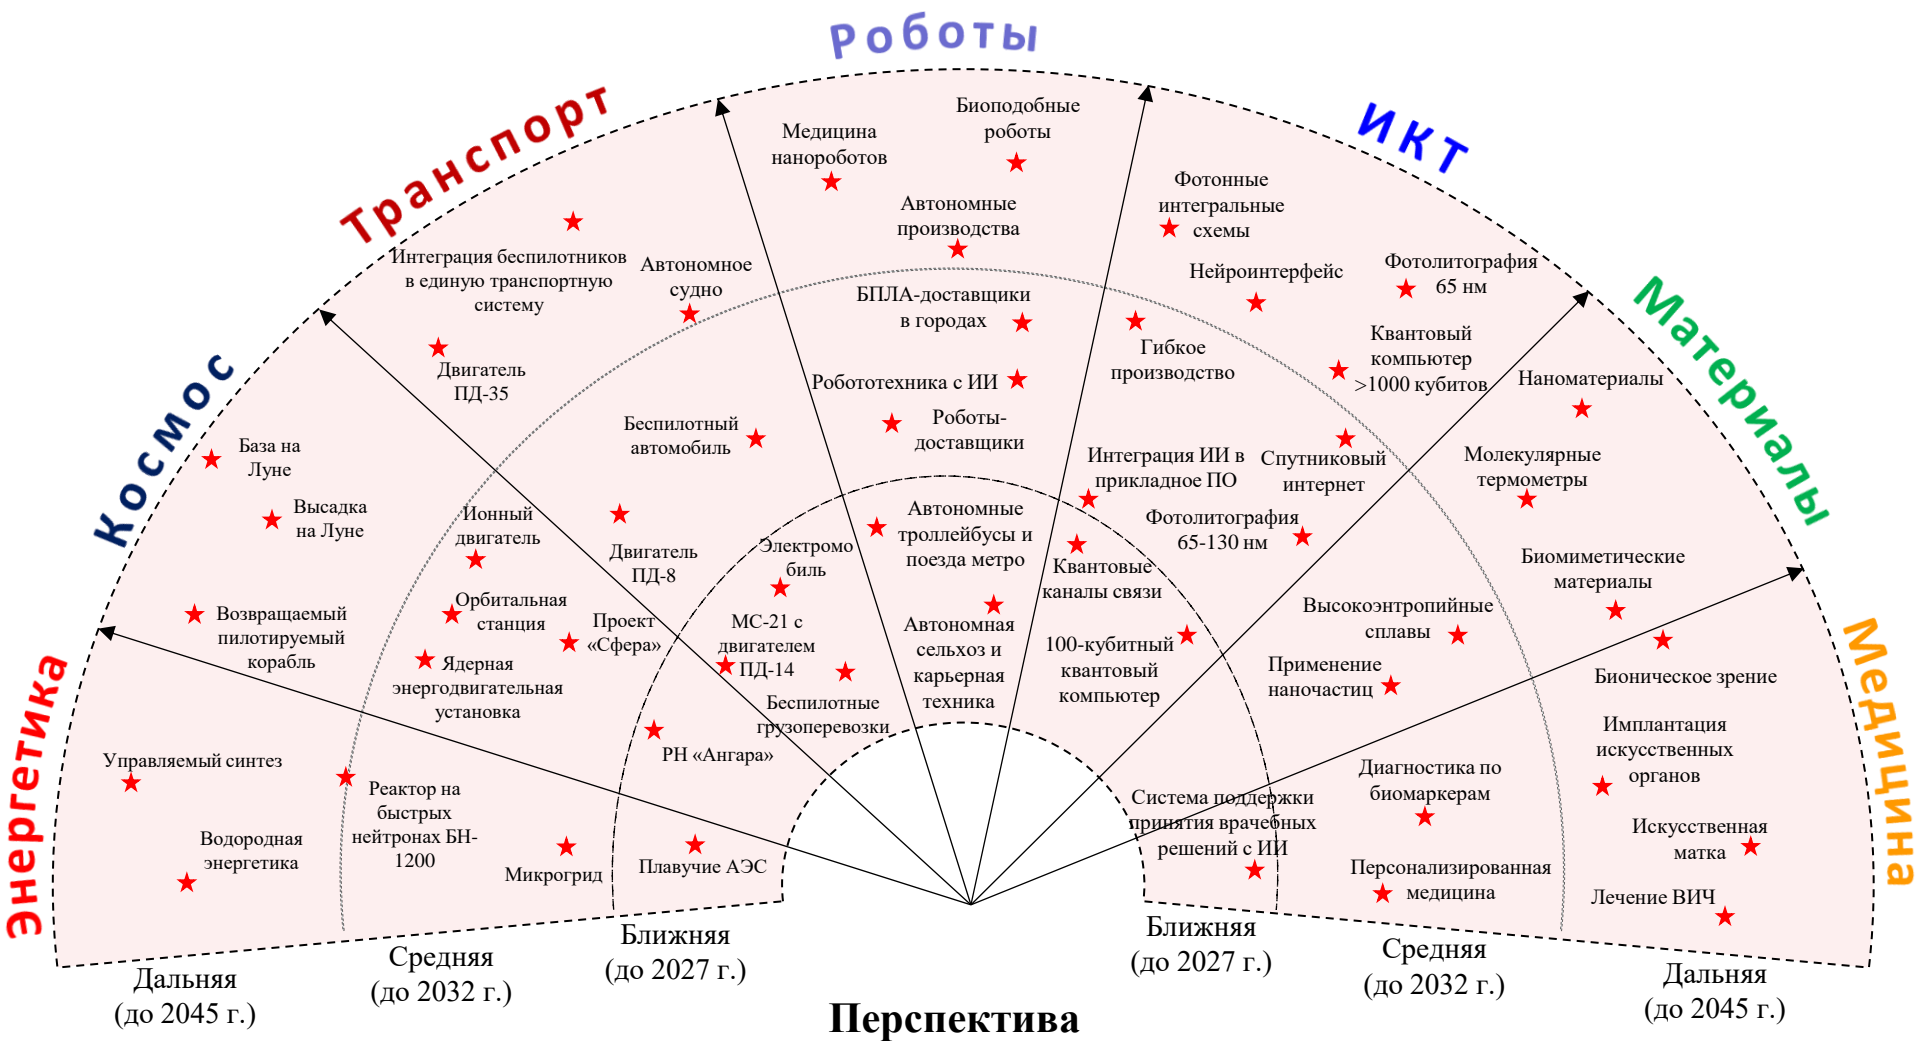 Роботы
Транспорт
ИКТ
Космос
Материалы
Энергетика
Медицина
Управляемый синтез
Водородная
энергетика
Реактор на
быстрых
нейтронах БН-
1200
Микрогрид
Плавучие АЭС
База на
Луне
Высадка
на Луне
Возвращаемый
пилотируемый
корабль
Ионный
двигатель
Орбитальная
станция
Проект
«Сфера»
Ядерная
энергодвигательная
установка
РН «Ангара»
Интеграция беспилотников
в единую транспортную
систему
Автономное
судно
Двигатель
ПД-35
Беспилотный
автомобиль
Двигатель
ПД-8
Электромо
биль
МС-21 с
двигателем
ПД-14
Беспилотные
грузоперевозки
Биоподобные
роботы
Медицина
нанороботов
Автономные
производства
БПЛА-доставщики
в городах
Робототехника с ИИ
Роботы-
доставщики
Автономные
троллейбусы и
поезда метро
Автономная
сельхоз и
карьерная
техника
Фотонные
интегральные
схемы
Нейроинтерфейс
Фотолитография
65 нм
Квантовый
компьютер
>1000 кубитов
Гибкое
производство
Интеграция ИИ в
прикладное ПО
Спутниковый
интернет
Фотолитография
65-130 нм
Квантовые
каналы связи
100-кубитный
квантовый
компьютер
Наноматериалы
Молекулярные
термометры
Биомиметические
материалы
Высокоэнтропийные
сплавы
Применение
наночастиц
Бионическое зрение
Имплантация
искусственных
органов
Искусственная
матка
Лечение ВИЧ
Диагностика по
биомаркерам
Персонализированная
медицина
Система поддержки
принятия врачебных
решений с ИИ
Дальняя
(до 2045 г.)
Средняя
(до 2032 г.)
Ближняя
(до 2027 г.)
Ближняя
(до 2027 г.)
Средняя
(до 2032 г.)
Дальняя
(до 2045 г.)
Перспектива